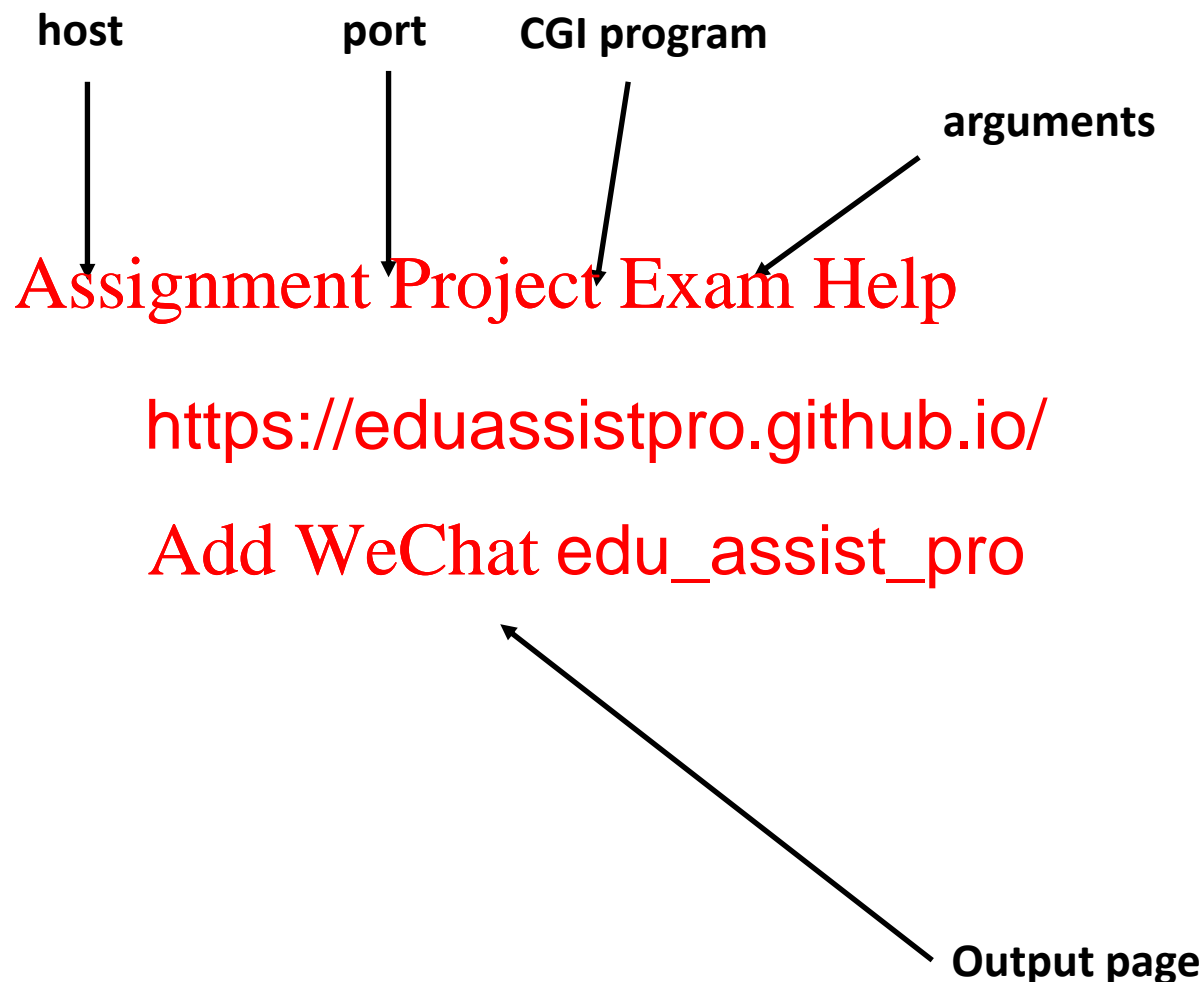 host port CGI program
arguments
Assignment Project Exam Help
https://eduassistpro.github.io/
Add WeChat edu_assist_pro
Output page